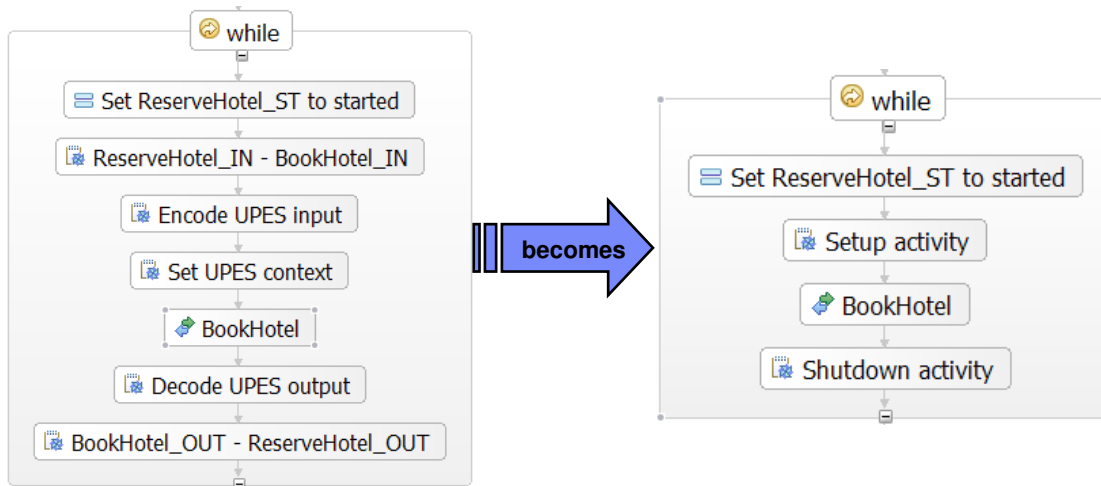 while
Set ReserveHotel_ST to started
ReserveHotel_IN - BookHotel_IN
Encode UPES input
Set UPES context
BookHotel
Decode UPES output
BookHotel_OUT - ReserveHotel_OUT
becomes
while
Set ReserveHotel_ST to started
Setup activity
BookHotel
Shutdown activity